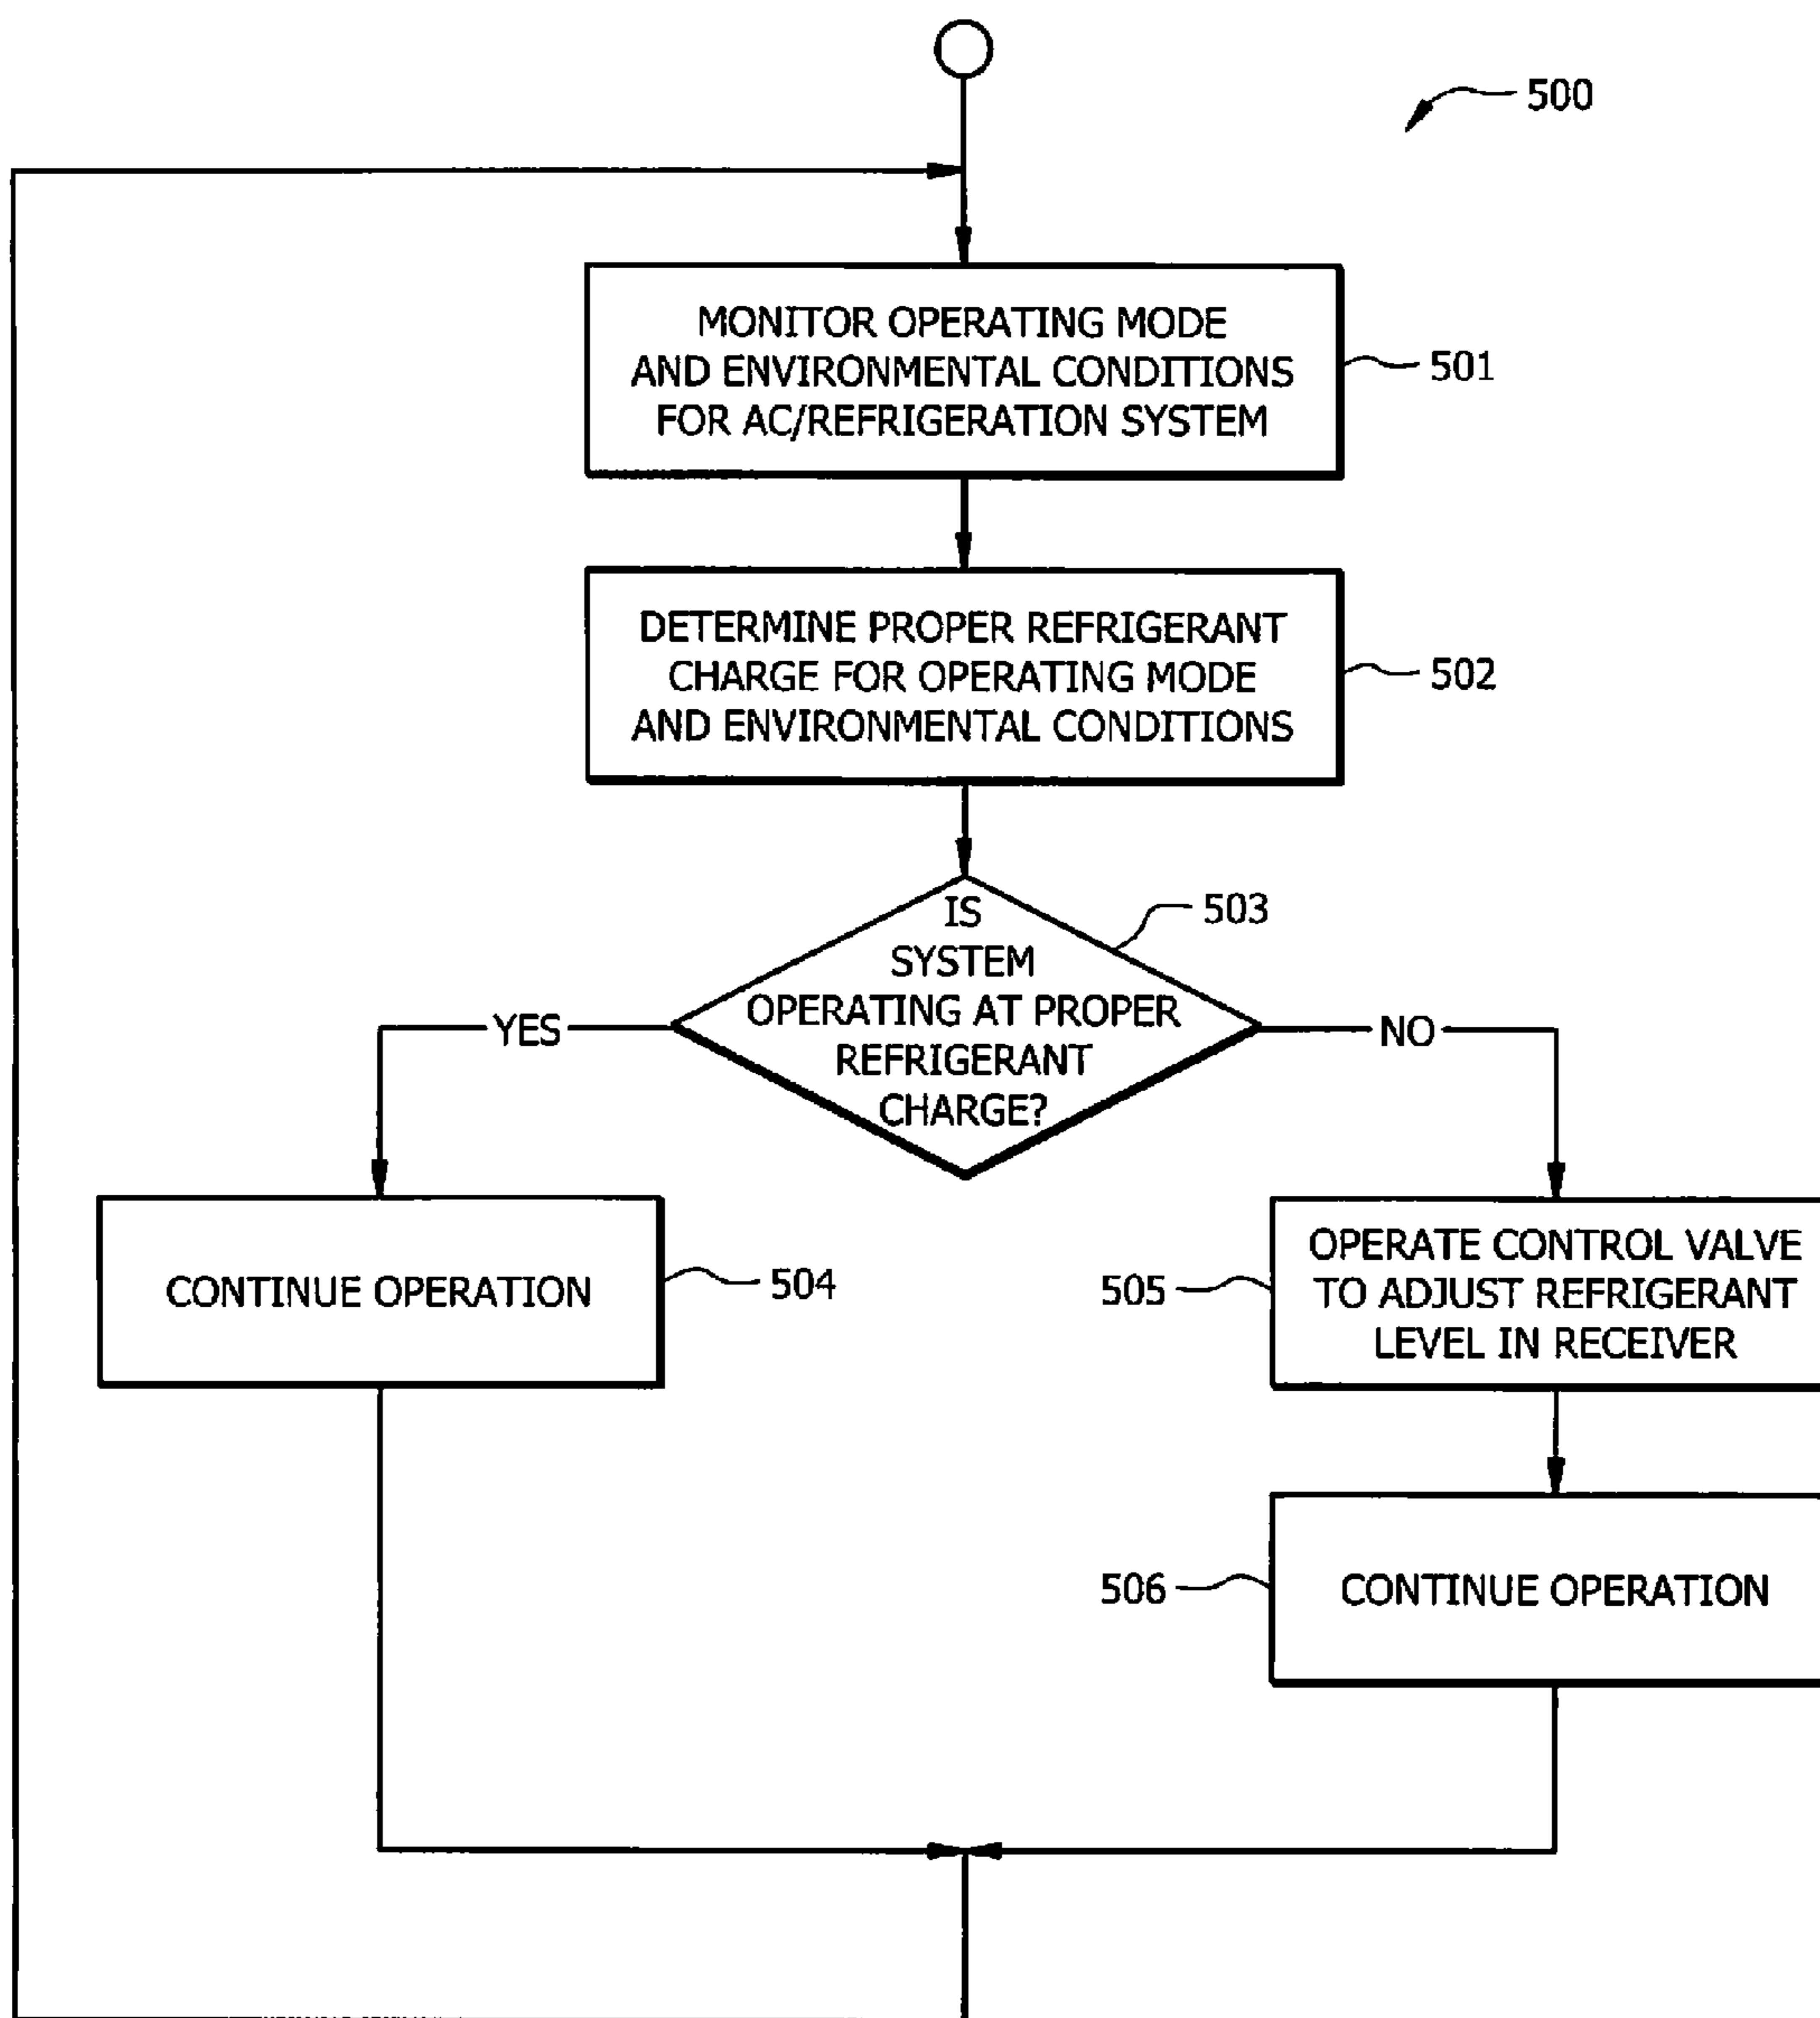 500
MONITOR OPERATING MODE
AND ENVIRONMENTAL CONDITIONS
FOR AC/REFRIGERATION SYSTEM
501
DETERMINE PROPER REFRIGERANT
CHARGE FOR OPERATING MODE
AND ENVIRONMENTAL CONDITIONS
502
IS
SYSTEM
OPERATING AT PROPER
REFRIGERANT
CHARGE?
503
YES
NO
CONTINUE OPERATION
504
505
OPERATE CONTROL VALVE
TO ADJUST REFRIGERANT
LEVEL IN RECEIVER
506
CONTINUE OPERATION